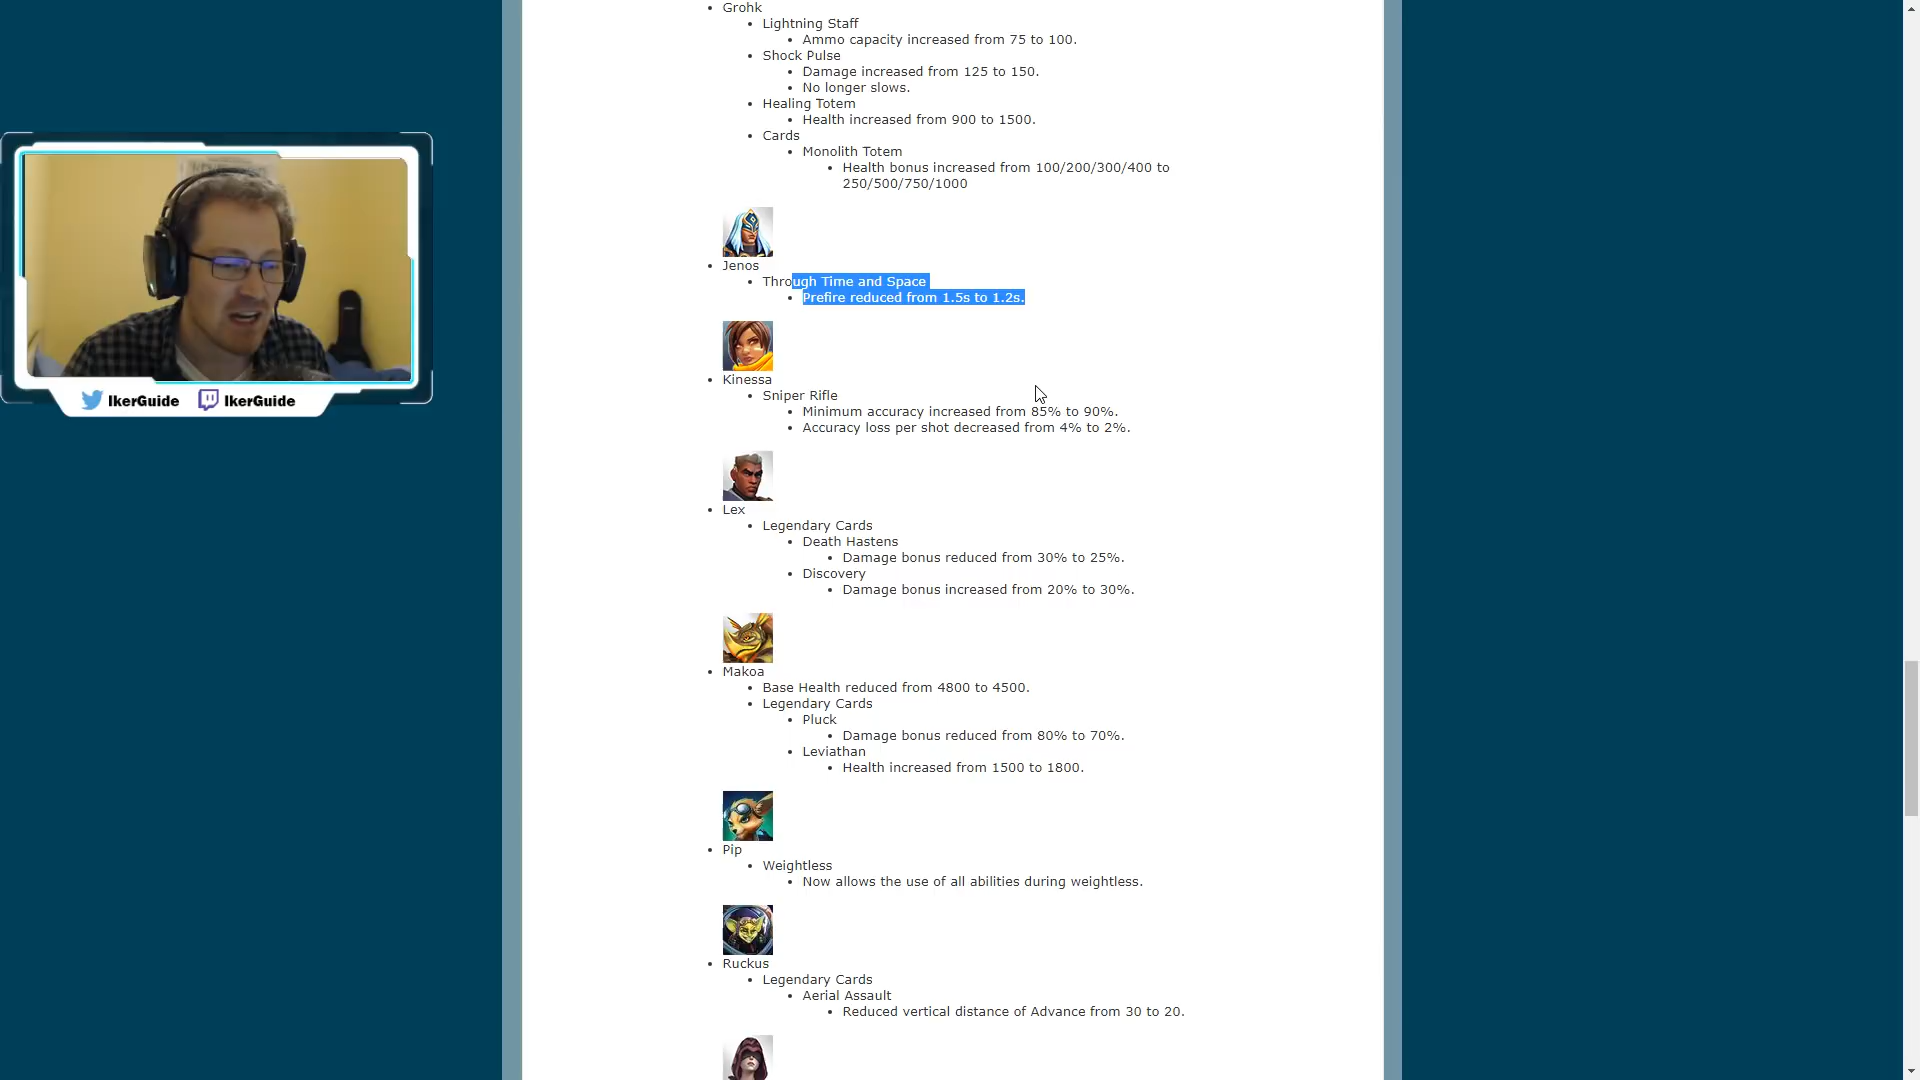 Grohk
Lightning Staff
Ammo capacity increased from 75 to 100.
Shock Pulse
Damage increased from 125 to 150.
No longer slows.
Healing Totem
Health increased from 900 to 1500.
Cards
Monolith Totem
Health bonus increased from 100/200/300/400 to
250/500/750/1000
Jenos
Through Time and Space
Prefire reduced from 1.5s to 1.2s.
Kinessa
Sniper Rifle
Minimum accuracy increased from 85% to 90%.
Accuracy loss per shot decreased from 4% to 2%.
IkerGuide IkerGuide
Lex
Legendary Cards
Death Hastens
Damage bonus reduced from 30% to 25%.
Discovery
Damage bonus increased from 20% to 30%.
Makoa
Base Health reduced from 4800 to 4500.
Legendary Cards
Pluck
Damage bonus reduced from 80% to 70%.
Leviathan
Health increased from 1500 to 1800.
Pip
Weightless
Now allows the use of all abilities during weightless.
Ruckus
Legendary Cards
Aerial Assault
Reduced vertical distance of Advance from 30 to 20.